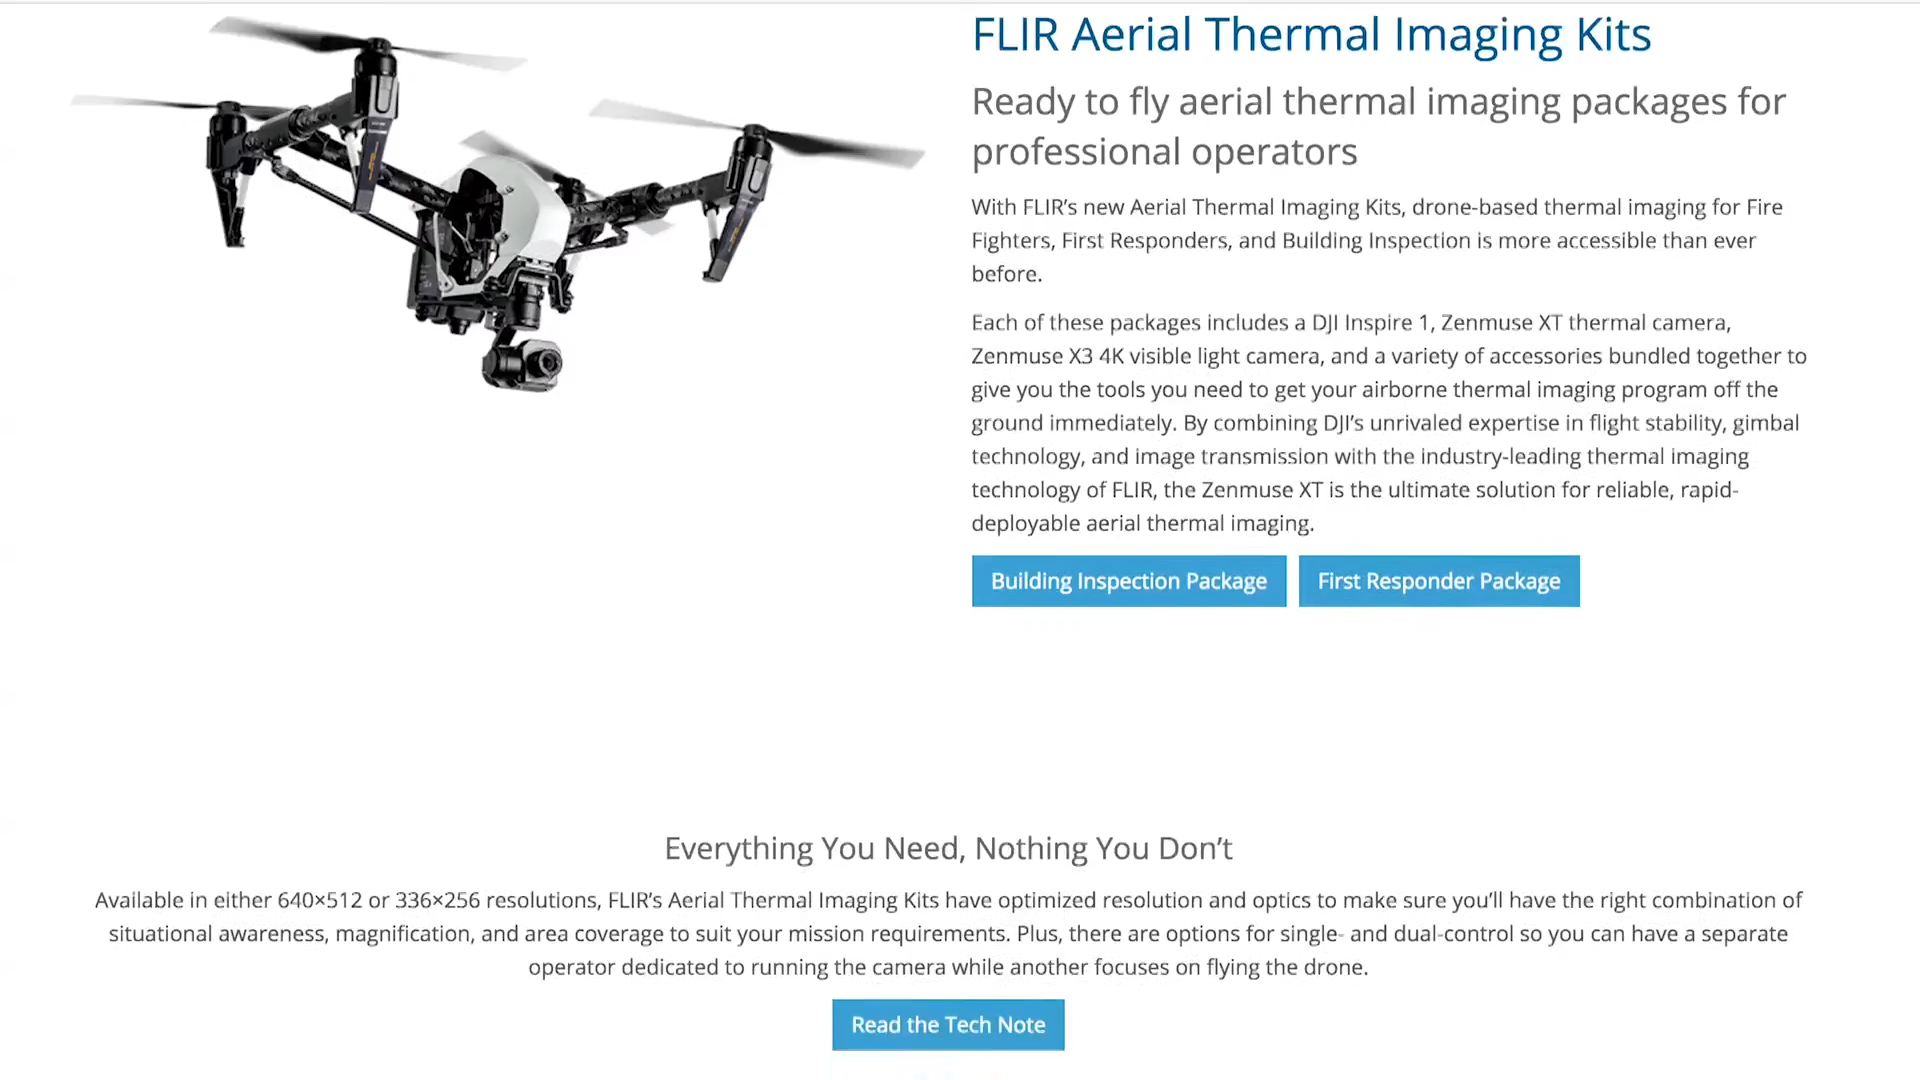 FLIR Aerial Thermal Imaging Kits
Ready to fly aerial thermal imaging packages for
professional operators
With FLIR’s new Aerial Thermal Imaging Kits, drone-based thermal imaging for Fire
Fighters, First Responders, and Building Inspection is more accessible than ever
before.
Each of these packages includes a DJI Inspire 1, Zenmuse XT thermal camera,
Zenmuse X3 4K visible light camera, and a variety of accessories bundled together to
give you the tools you need to get your airborne thermal imaging program off the
ground immediately. By combining DJI’s unrivaled expertise in flight stability, gimbal
technology, and image transmission with the industry-leading thermal imaging
technology of FLIR, the Zenmuse XT is the ultimate solution for reliable, rapid-
deployable aerial thermal imaging.
Building Inspection Package
First Responder Package
Everything You Need, Nothing You Don’t
Available in either 640×512 or 336×256 resolutions, FLIR’s Aerial Thermal Imaging Kits have optimized resolution and optics to make sure you’ll have the right combination of
situational awareness, magnification, and area coverage to suit your mission requirements. Plus, there are options for single- and dual-control so you can have a separate
operator dedicated to running the camera while another focuses on flying the drone.
Read the Tech Note